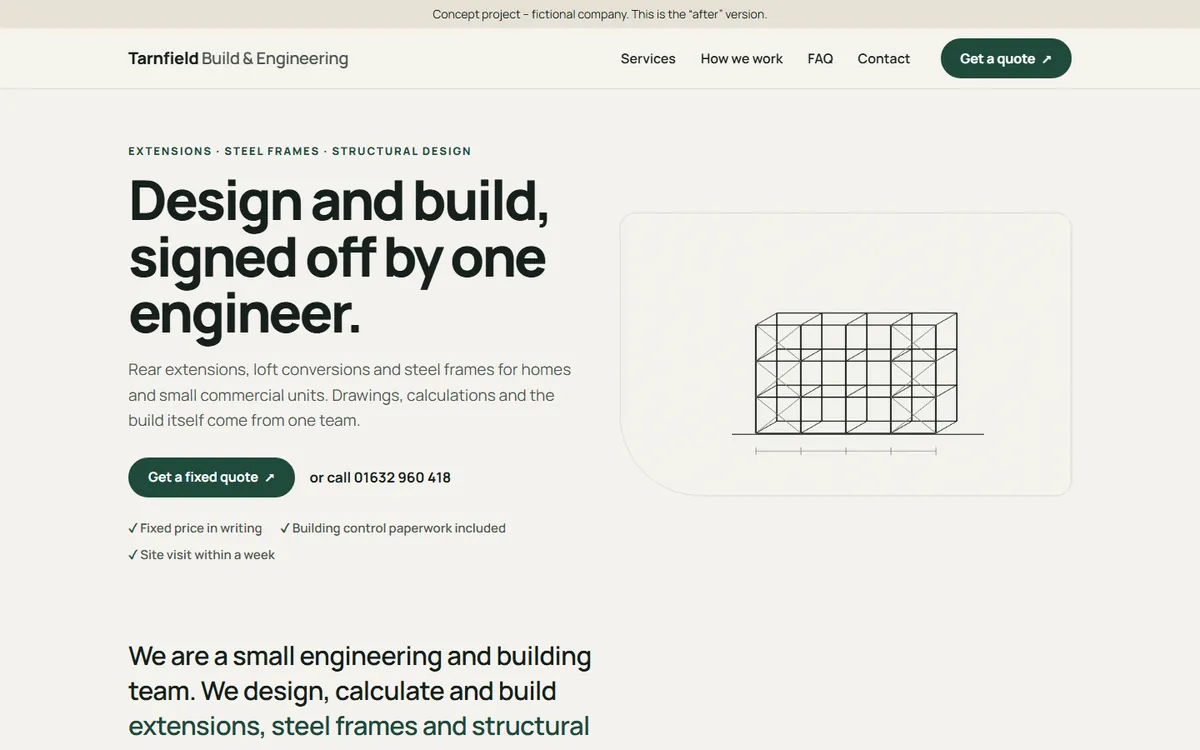 Concept project – fictional company. This is the “after” version.
Tarnfield Build & Engineering
Services
How we work
FAQ
Contact
Get a quote ↗
EXTENSIONS · STEEL FRAMES · STRUCTURAL DESIGN
Design and build,
signed off by one
engineer.
Rear extensions, loft conversions and steel frames for homes
and small commercial units. Drawings, calculations and the
build itself come from one team.
Get a fixed quote ↗
or call 01632 960 418
✓ Fixed price in writing
✓ Building control paperwork included
✓ Site visit within a week
We are a small engineering and building
team. We design, calculate and build
extensions, steel frames and structural